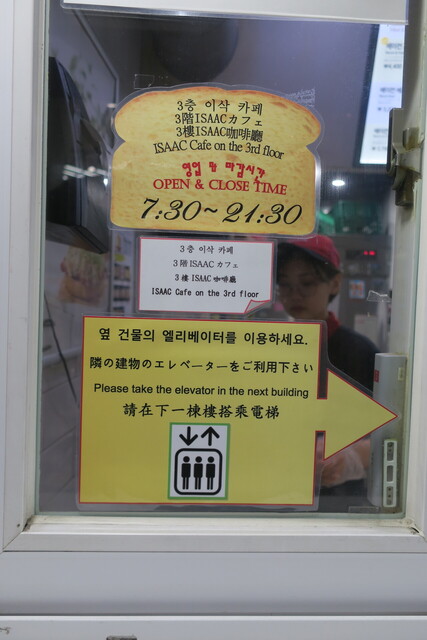 3층 이삭 카페
3階ISAACカフェ
3樓ISAAC咖啡廳
ISAAC Cafe on the 3rd floor
영업 및 마감시간
OPEN & CLOSE TIME
7:30~21:30
3층 이삭 카페
3階 ISAAC カフェ
3樓 ISAAC 咖啡廳
ISAAC Cafe on the 3rd floor
옆 건물의 엘리베이터를 이용하세요.
隣の建物のエレベーターをご利用下さい
Please take the elevator in the next building
請在下一棟樓搭乘電梯